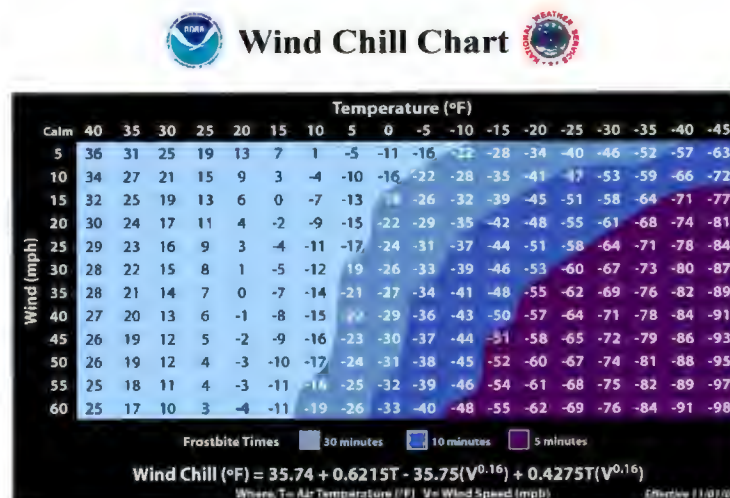 NOAA
Wind Chill Chart
NATIONAL WEATHER SERVICE
Temperature (°F)
Calm 40 35 30 25 20 15 10 5 0 -5 -10 -15 -20 -25 -30 -35 -40 -45
Wind (mph)
5 36 31 25 19 13 7 1 -5 -11 -16 -22 -28 -34 -40 -46 -52 -57 -63
10 34 27 21 15 9 3 -4 -10 -16 -22 -28 -35 -41 -47 -53 -59 -66 -72
15 32 25 19 13 6 0 -7 -13 -26 -32 -39 -45 -51 -58 -64 -71 -77
20 30 24 17 11 4 -2 -9 -15 -22 -29 -35 -42 -48 -55 -61 -68 -74 -81
25 29 23 16 9 3 -4 -11 -17 -24 -31 -37 -44 -51 -58 -64 -71 -78 -84
30 28 22 15 8 1 -5 -12 19 -26 -33 -39 -46 -53 -60 -67 -73 -80 -87
35 28 21 14 7 0 -7 -14 -21 -27 -34 -41 -48 -55 -62 -69 -76 -82 -89
40 27 20 13 6 -1 -8 -15 -29 -36 -43 -50 -57 -64 -71 -78 -84 -91
45 26 19 12 5 -2 -9 -16 -23 -30 -37 -44 -51 -58 -65 -72 -79 -86 -93
50 26 19 12 4 -3 -10 -17 -24 -31 -38 -45 -52 -60 -67 -74 -81 -88 -95
55 25 18 11 4 -3 -11 -18 -25 -32 -39 -46 -54 -61 -68 -75 -82 -89 -97
60 25 17 10 3 -4 -11 -19 -26 -33 -40 -48 -55 -62 -69 -76 -84 -91 -98
Frostbite Times 30 minutes 10 minutes 5 minutes
Wind Chill (°F) = 35.74 + 0.6215T - 35.75(V0.16) + 0.4275T(V0.16)
Where, T= Air Temperature (°F) V= Wind Speed (mph) Effective